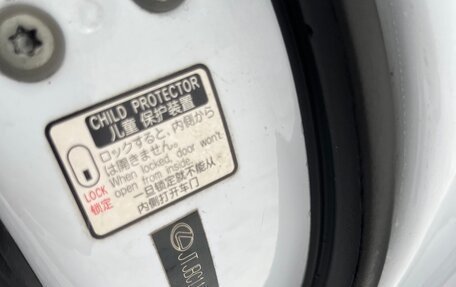 CHILD PROTECTOR
儿童 保护装置
ロックすると、内側から
は開きません。
When locked, door won't
open from inside.
LOCK
锁定
一旦锁定就不能从
内侧打开车门